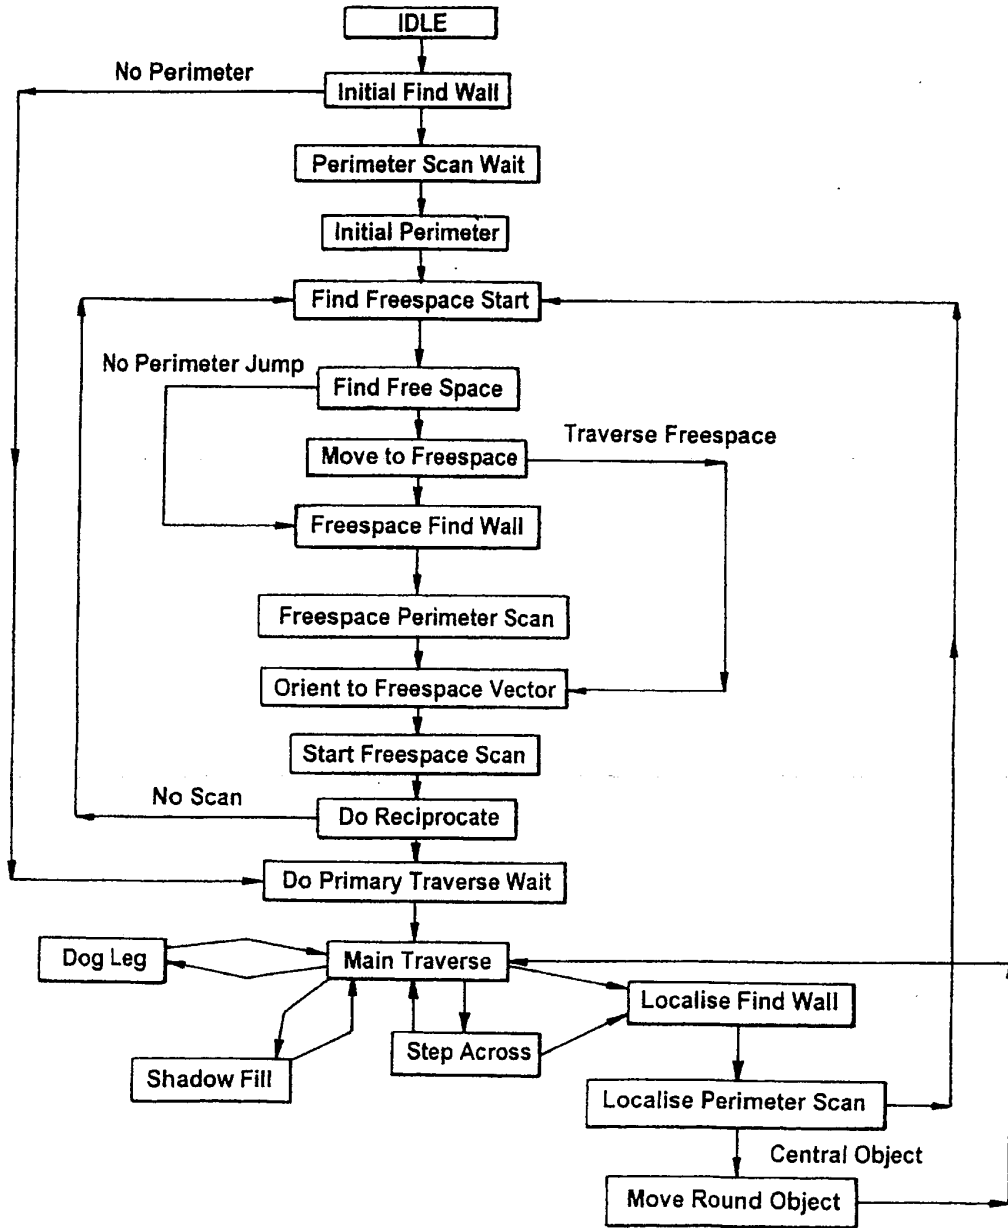 IDLE
No Perimeter
Initial Find Wall
Perimeter Scan Wait
Initial Perimeter
Find Freespace Start
No Perimeter Jump
Find Free Space
Traverse Freespace
Move to Freespace
Freespace Find Wall
Freespace Perimeter Scan
Orient to Freespace Vector
Start Freespace Scan
No Scan
Do Reciprocate
Do Primary Traverse Wait
Dog Leg
Main Traverse
Localise Find Wall
Step Across
Shadow Fill
Localise Perimeter Scan
Central Object
Move Round Object